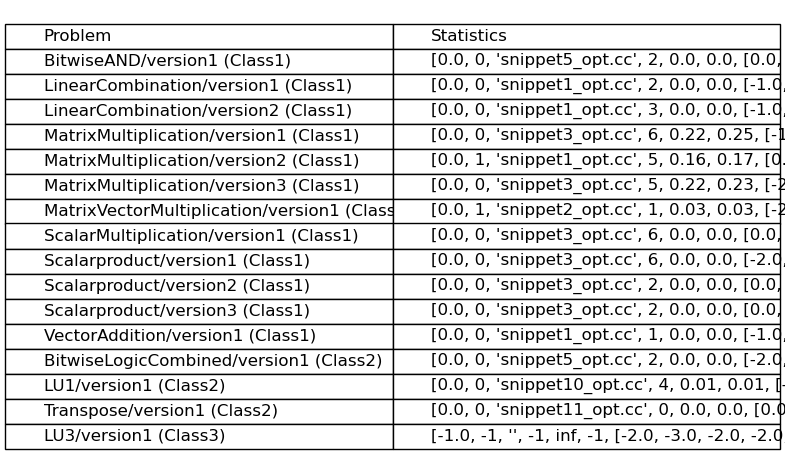 Problem Statistics
BitwiseAND/version1 (Class1) [0.0, 0, 'snippet5_opt.cc', 2, 0.0, 0.0, [0.0,
LinearCombination/version1 (Class1) [0.0, 0, 'snippet1_opt.cc', 2, 0.0, 0.0, [-1.0,
LinearCombination/version2 (Class1) [0.0, 0, 'snippet1_opt.cc', 3, 0.0, 0.0, [-1.0,
MatrixMultiplication/version1 (Class1) [0.0, 0, 'snippet3_opt.cc', 6, 0.22, 0.25, [-1
MatrixMultiplication/version2 (Class1) [0.0, 1, 'snippet1_opt.cc', 5, 0.16, 0.17, [0.
MatrixMultiplication/version3 (Class1) [0.0, 0, 'snippet3_opt.cc', 5, 0.22, 0.23, [-2
MatrixVectorMultiplication/version1 (Class [0.0, 1, 'snippet2_opt.cc', 1, 0.03, 0.03, [-2
ScalarMultiplication/version1 (Class1) [0.0, 0, 'snippet3_opt.cc', 6, 0.0, 0.0, [0.0,
Scalarproduct/version1 (Class1) [0.0, 0, 'snippet3_opt.cc', 6, 0.0, 0.0, [-2.0,
Scalarproduct/version2 (Class1) [0.0, 0, 'snippet3_opt.cc', 2, 0.0, 0.0, [0.0,
Scalarproduct/version3 (Class1) [0.0, 0, 'snippet3_opt.cc', 2, 0.0, 0.0, [0.0,
VectorAddition/version1 (Class1) [0.0, 0, 'snippet1_opt.cc', 1, 0.0, 0.0, [-1.0,
BitwiseLogicCombined/version1 (Class2) [0.0, 0, 'snippet5_opt.cc', 2, 0.0, 0.0, [-2.0,
LU1/version1 (Class2) [0.0, 0, 'snippet10_opt.cc', 4, 0.01, 0.01, [-
Transpose/version1 (Class2) [0.0, 0, 'snippet11_opt.cc', 0, 0.0, 0.0, [0.0
LU3/version1 (Class3) [-1.0, -1, '', -1, inf, -1, [-2.0, -3.0, -2.0, -2.0